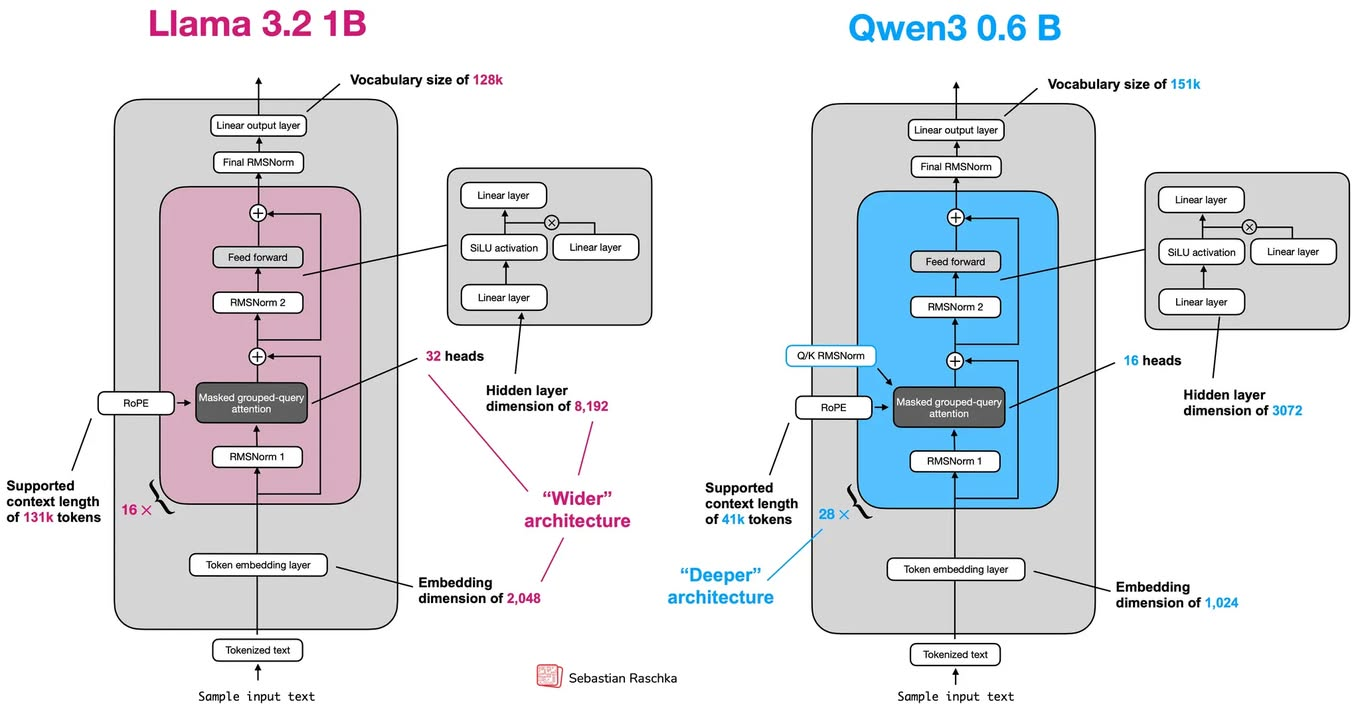 Llama 3.2 1B
Vocabulary size of 128k
Linear output layer
Final RMSNorm
Feed forward
RMSNorm 2
Linear layer
SiLU activation
Linear layer
Linear layer
32 heads
Hidden layer
dimension of 8,192
Masked grouped-query
attention
RoPE
RMSNorm 1
Supported
context length
of 131k tokens
16 ×
"Wider"
architecture
Token embedding layer
Embedding
dimension of 2,048
Tokenized text
Sample input text
Qwen3 0.6 B
Vocabulary size of 151k
Linear output layer
Final RMSNorm
Feed forward
RMSNorm 2
Linear layer
SiLU activation
Linear layer
Linear layer
Q/K RMSNorm
16 heads
Hidden layer
dimension of 3072
Masked grouped-query
attention
RoPE
RMSNorm 1
Supported
context length
of 41k tokens
28 ×
"Deeper"
architecture
Token embedding layer
Embedding
dimension of 1,024
Tokenized text
Sample input text
Sebastian Raschka